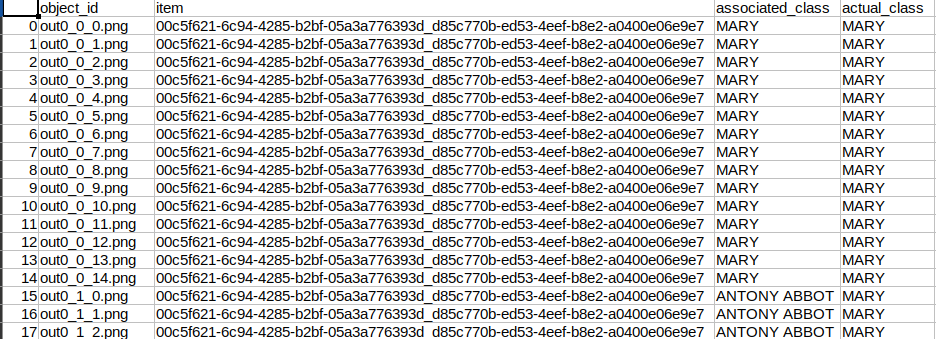 object_id item associated_class actual_class
0 out0_0_0.png 00c5f621-6c94-4285-b2bf-05a3a776393d_d85c770b-ed53-4eef-b8e2-a0400e06e9e7 MARY MARY
1 out0_0_1.png 00c5f621-6c94-4285-b2bf-05a3a776393d_d85c770b-ed53-4eef-b8e2-a0400e06e9e7 MARY MARY
2 out0_0_2.png 00c5f621-6c94-4285-b2bf-05a3a776393d_d85c770b-ed53-4eef-b8e2-a0400e06e9e7 MARY MARY
3 out0_0_3.png 00c5f621-6c94-4285-b2bf-05a3a776393d_d85c770b-ed53-4eef-b8e2-a0400e06e9e7 MARY MARY
4 out0_0_4.png 00c5f621-6c94-4285-b2bf-05a3a776393d_d85c770b-ed53-4eef-b8e2-a0400e06e9e7 MARY MARY
5 out0_0_5.png 00c5f621-6c94-4285-b2bf-05a3a776393d_d85c770b-ed53-4eef-b8e2-a0400e06e9e7 MARY MARY
6 out0_0_6.png 00c5f621-6c94-4285-b2bf-05a3a776393d_d85c770b-ed53-4eef-b8e2-a0400e06e9e7 MARY MARY
7 out0_0_7.png 00c5f621-6c94-4285-b2bf-05a3a776393d_d85c770b-ed53-4eef-b8e2-a0400e06e9e7 MARY MARY
8 out0_0_8.png 00c5f621-6c94-4285-b2bf-05a3a776393d_d85c770b-ed53-4eef-b8e2-a0400e06e9e7 MARY MARY
9 out0_0_9.png 00c5f621-6c94-4285-b2bf-05a3a776393d_d85c770b-ed53-4eef-b8e2-a0400e06e9e7 MARY MARY
10 out0_0_10.png 00c5f621-6c94-4285-b2bf-05a3a776393d_d85c770b-ed53-4eef-b8e2-a0400e06e9e7 MARY MARY
11 out0_0_11.png 00c5f621-6c94-4285-b2bf-05a3a776393d_d85c770b-ed53-4eef-b8e2-a0400e06e9e7 MARY MARY
12 out0_0_12.png 00c5f621-6c94-4285-b2bf-05a3a776393d_d85c770b-ed53-4eef-b8e2-a0400e06e9e7 MARY MARY
13 out0_0_13.png 00c5f621-6c94-4285-b2bf-05a3a776393d_d85c770b-ed53-4eef-b8e2-a0400e06e9e7 MARY MARY
14 out0_0_14.png 00c5f621-6c94-4285-b2bf-05a3a776393d_d85c770b-ed53-4eef-b8e2-a0400e06e9e7 MARY MARY
15 out0_1_0.png 00c5f621-6c94-4285-b2bf-05a3a776393d_d85c770b-ed53-4eef-b8e2-a0400e06e9e7 ANTONY ABBOT MARY
16 out0_1_1.png 00c5f621-6c94-4285-b2bf-05a3a776393d_d85c770b-ed53-4eef-b8e2-a0400e06e9e7 ANTONY ABBOT MARY
17 out0_1_2.png 00c5f621-6c94-4285-b2bf-05a3a776393d_d85c770b-ed53-4eef-b8e2-a0400e06e9e7 ANTONY ABBOT MARY